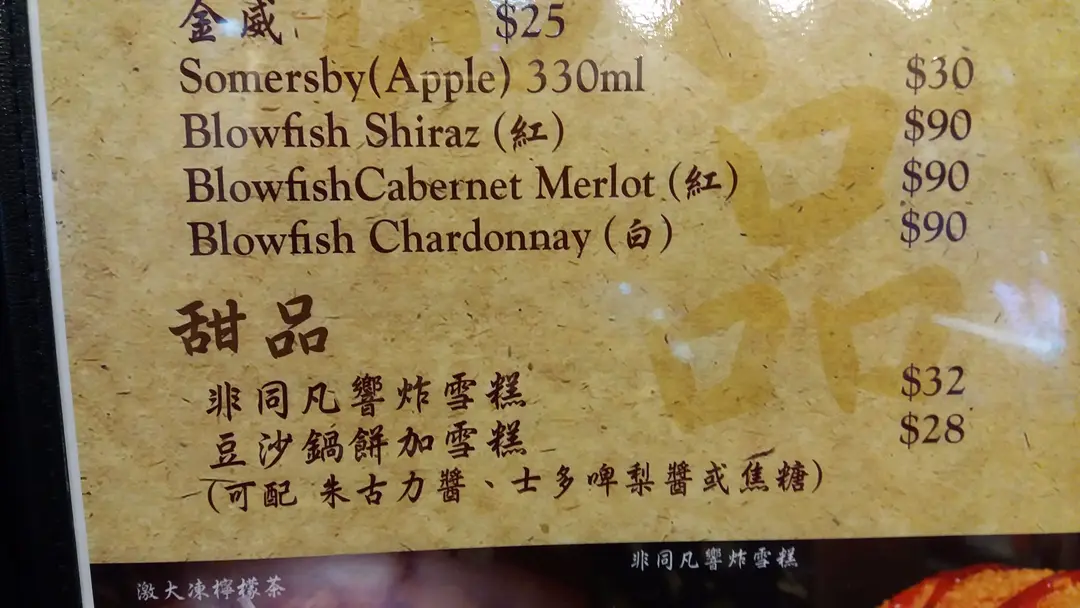 金威 $25
Somersby(Apple) 330ml $30
Blowfish Shiraz (紅) $90
BlowfishCabernet Merlot (紅) $90
Blowfish Chardonnay (白) $90
甜品
非同凡響炸雪糕 $32
豆沙鍋餅加雪糕 $28
(可配 朱古力醬、士多啤梨醬或焦糖)
非同凡響炸雪糕
激大凍檸檬茶